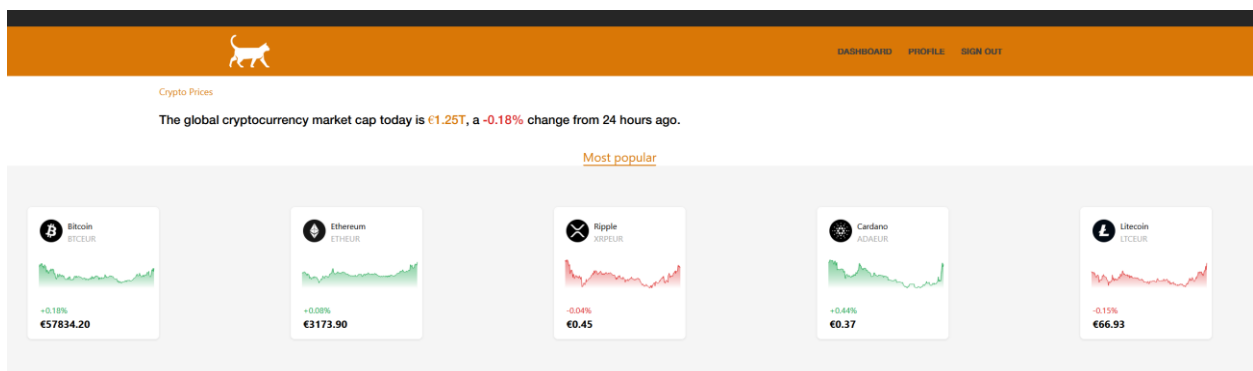 DASHBOARD PROFILE SIGN OUT
Crypto Prices
The global cryptocurrency market cap today is €1.25T, a -0.18% change from 24 hours ago.
Most popular
Bitcoin
BTCEUR
+0.18%
€57834.20
Ethereum
ETHEUR
+0.08%
€3173.90
Ripple
XRPEUR
-0.04%
€0.45
Cardano
ADAEUR
+0.44%
€0.37
Litecoin
LTCEUR
-0.15%
€66.93